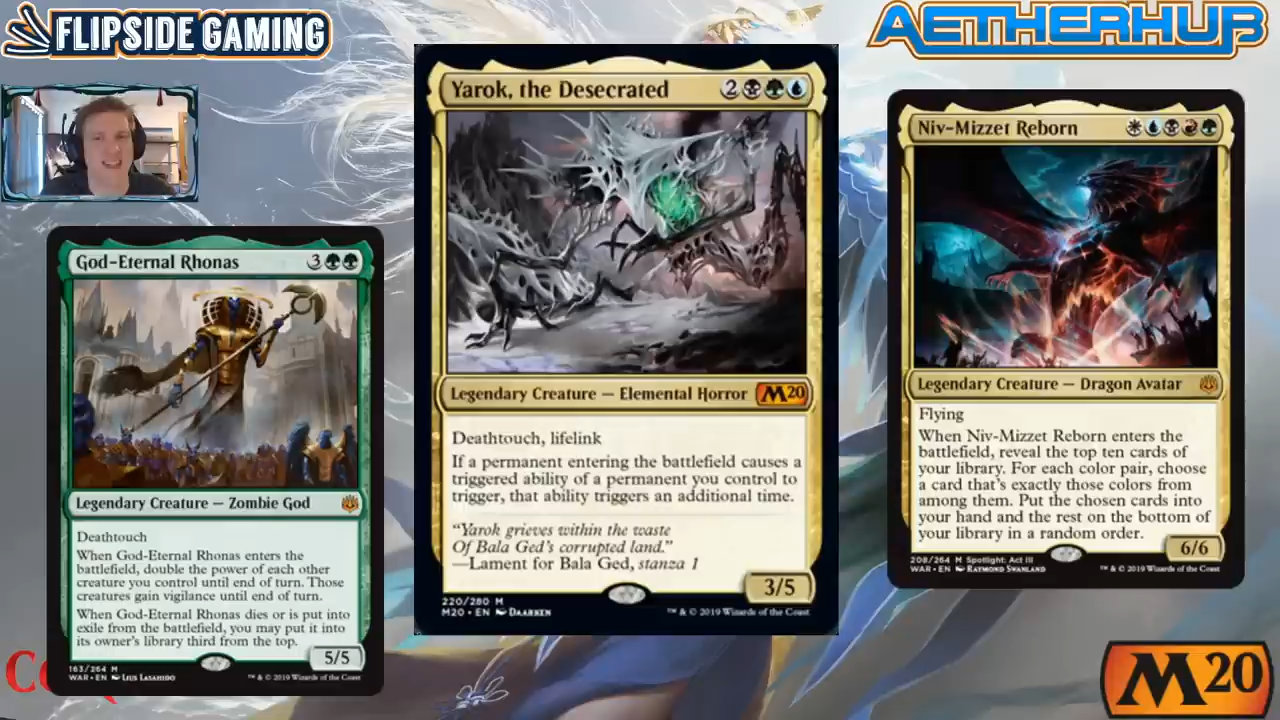 FLIPSIDE GAMING
AETHERHUB
God-Eternal Rhonas 3
Legendary Creature — Zombie God
Deathtouch
When God-Eternal Rhonas enters the
battlefield, double the power of each other
creature you control until end of turn. Those
creatures gain vigilance until end of turn.
When God-Eternal Rhonas dies or is put into
exile from the battlefield, you may put it into
its owner's library third from the top.
5/5
163/264 M
WAR • EN Lius Lasahido
™ & © 2019 Wizards of the Coast
Yarok, the Desecrated 2
Legendary Creature — Elemental Horror M20
Deathtouch, lifelink
If a permanent entering the battlefield causes a
triggered ability of a permanent you control to
trigger, that ability triggers an additional time.
"Yarok grieves within the waste
Of Bala Ged's corrupted land."
—Lament for Bala Ged, stanza 1
3/5
220/280 M
M20 • EN Daarken
™ & © 2019 Wizards of the Coast
Niv-Mizzet Reborn
Legendary Creature — Dragon Avatar
Flying
When Niv-Mizzet Reborn enters the
battlefield, reveal the top ten cards of
your library. For each color pair, choose
a card that's exactly those colors from
among them. Put the chosen cards into
your hand and the rest on the bottom of
your library in a random order.
6/6
208/264 M Spotlight: Act III
WAR • EN Raymond Swanland
™ & © 2019 Wizards of the Coast
M20